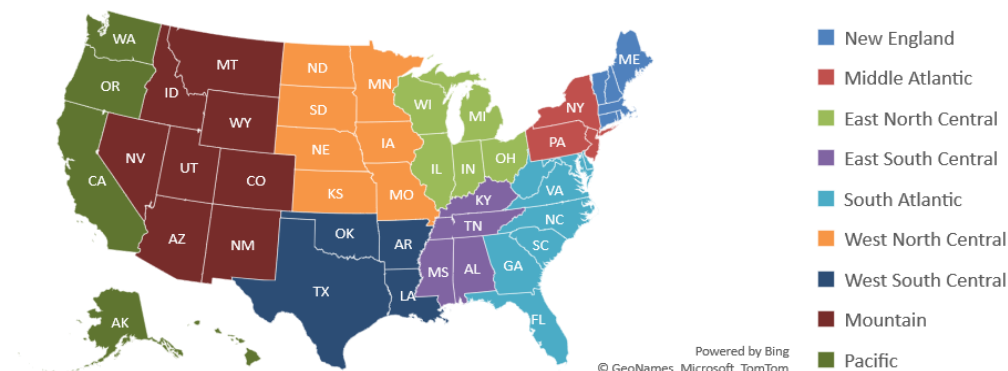 WA
OR
CA
AK
ID
MT
WY
NV
UT
CO
AZ
NM
ND
SD
NE
KS
MN
IA
MO
OK
AR
TX
LA
WI
MI
IL
IN
OH
KY
TN
MS
AL
NY
PA
VA
NC
SC
GA
FL
ME
New England
Middle Atlantic
East North Central
East South Central
South Atlantic
West North Central
West South Central
Mountain
Pacific
Powered by Bing
© GeoNames, Microsoft, TomTom